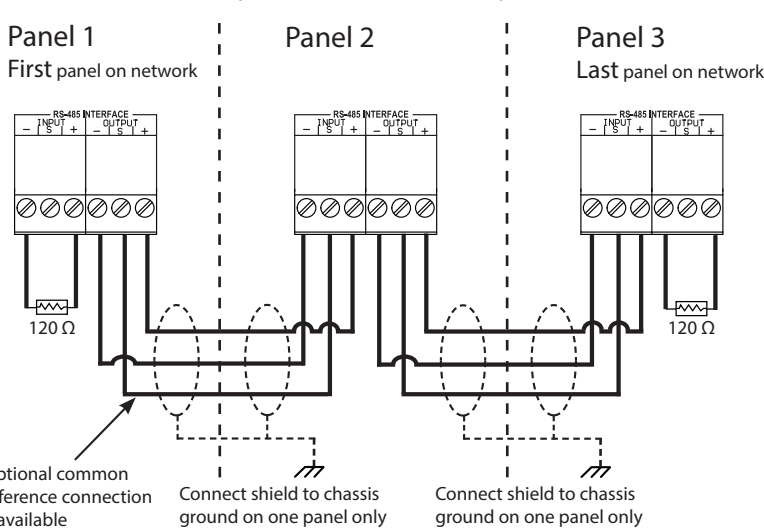 Panel 1
First panel on network
Panel 2
Panel 3
Last panel on network
RS-485 INTERFACE
INPUT OUTPUT
– S + – S +
RS-485 INTERFACE
INPUT OUTPUT
– S + – S +
RS-485 INTERFACE
INPUT OUTPUT
– S + – S +
120 Ω
120 Ω
ptional common
ference connection
available
Connect shield to chassis
ground on one panel only
Connect shield to chassis
ground on one panel only